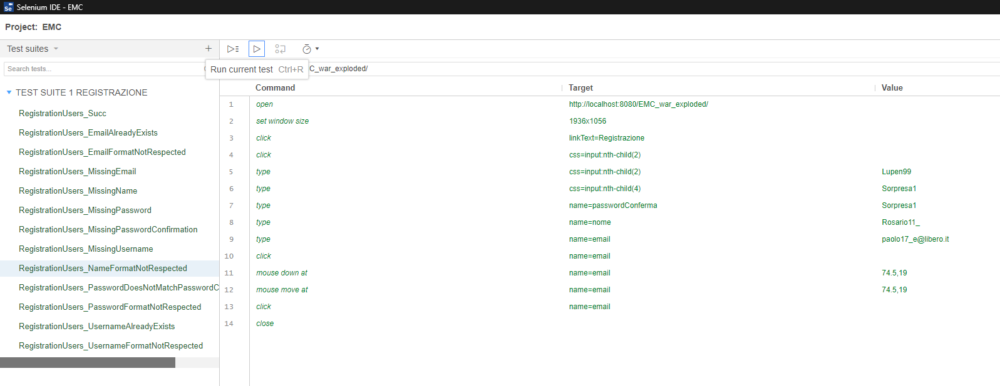 Selenium IDE - EMC
Project: EMC
Test suites
+
Search tests...
Run current test Ctrl+R
C_war_exploded/
Command Target Value
TEST SUITE 1 REGISTRAZIONE
RegistrationUsers_Succ
RegistrationUsers_EmailAlreadyExists
RegistrationUsers_EmailFormatNotRespected
RegistrationUsers_MissingEmail
RegistrationUsers_MissingName
RegistrationUsers_MissingPassword
RegistrationUsers_MissingPasswordConfirmation
RegistrationUsers_MissingUsername
RegistrationUsers_NameFormatNotRespected
RegistrationUsers_PasswordDoesNotMatchPasswordC
RegistrationUsers_PasswordFormatNotRespected
RegistrationUsers_UsernameAlreadyExists
RegistrationUsers_UsernameFormatNotRespected
1 open http://localhost:8080/EMC_war_exploded/
2 set window size 1936x1056
3 click linkText=Registrazione
4 click css=input:nth-child(2)
5 type css=input:nth-child(2) Lupen99
6 type css=input:nth-child(4) Sorpresa1
7 type name=passwordConferma Sorpresa1
8 type name=nome Rosario11_
9 type name=email paolo17_e@libero.it
10 click name=email
11 mouse down at name=email 74.5,19
12 mouse move at name=email 74.5,19
13 click name=email
14 close